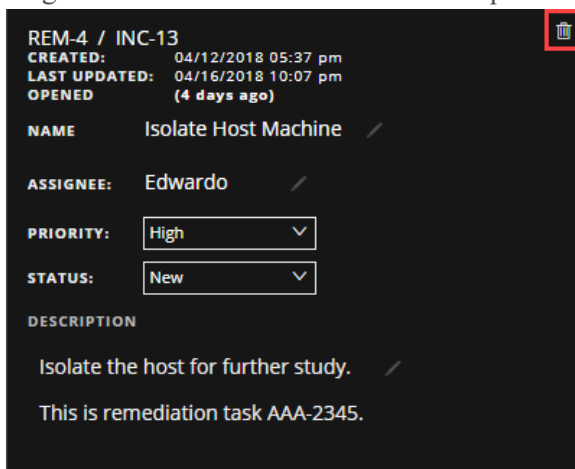 REM-4 / INC-13
CREATED: 04/12/2018 05:37 pm
LAST UPDATED: 04/16/2018 10:07 pm
OPENED (4 days ago)
NAME Isolate Host Machine
ASSIGNEE: Edwardo
PRIORITY: High
STATUS: New
DESCRIPTION
Isolate the host for further study.
This is remediation task AAA-2345.